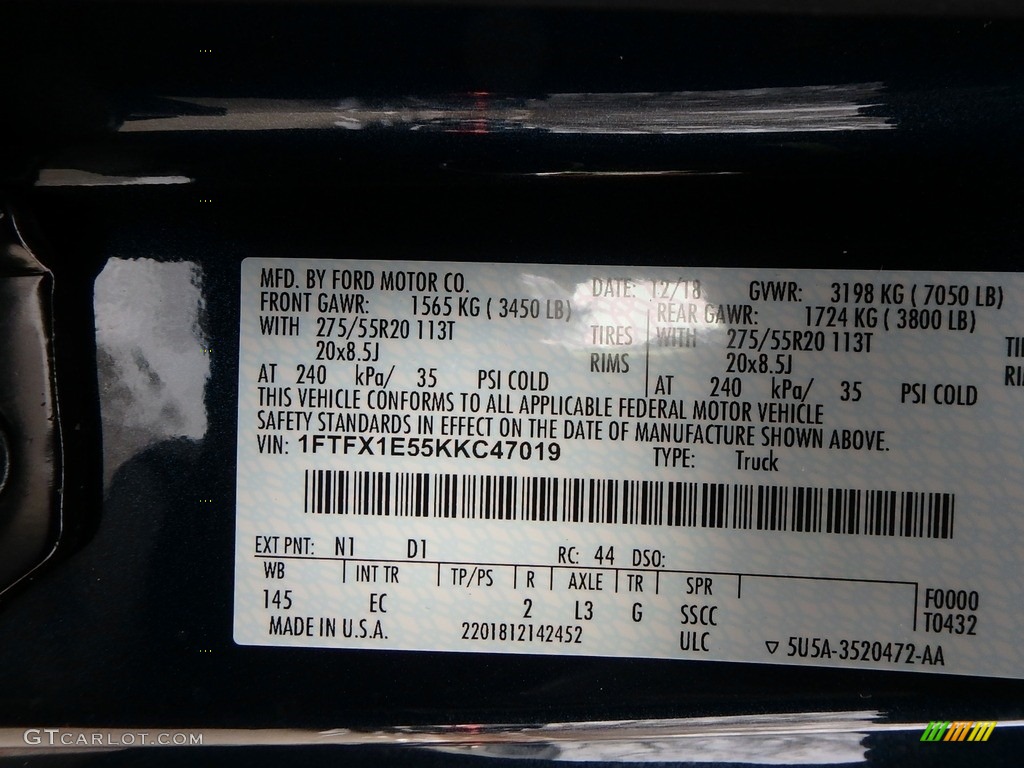 MFD. BY FORD MOTOR CO. DATE: 12/18 GVWR: 3198 KG ( 7050 LB)
FRONT GAWR: 1565 KG ( 3450 LB) REAR GAWR: 1724 KG ( 3800 LB)
WITH 275/55R20 113T TIRES WITH 275/55R20 113T
20x8.5J RIMS 20x8.5J
AT 240 kPa/ 35 PSI COLD AT 240 kPa/ 35 PSI COLD
THIS VEHICLE CONFORMS TO ALL APPLICABLE FEDERAL MOTOR VEHICLE
SAFETY STANDARDS IN EFFECT ON THE DATE OF MANUFACTURE SHOWN ABOVE.
VIN: 1FTFX1E55KKC47019 TYPE: Truck
EXT PNT: N1 D1 RC: 44 DSO:
WB INT TR TP/PS R AXLE TR SPR F0000
145 EC 2 L3 G SSCC T0432
MADE IN U.S.A. 2201812142452 ULC ▽ 5U5A-3520472-AA
GTCARLOT.COM